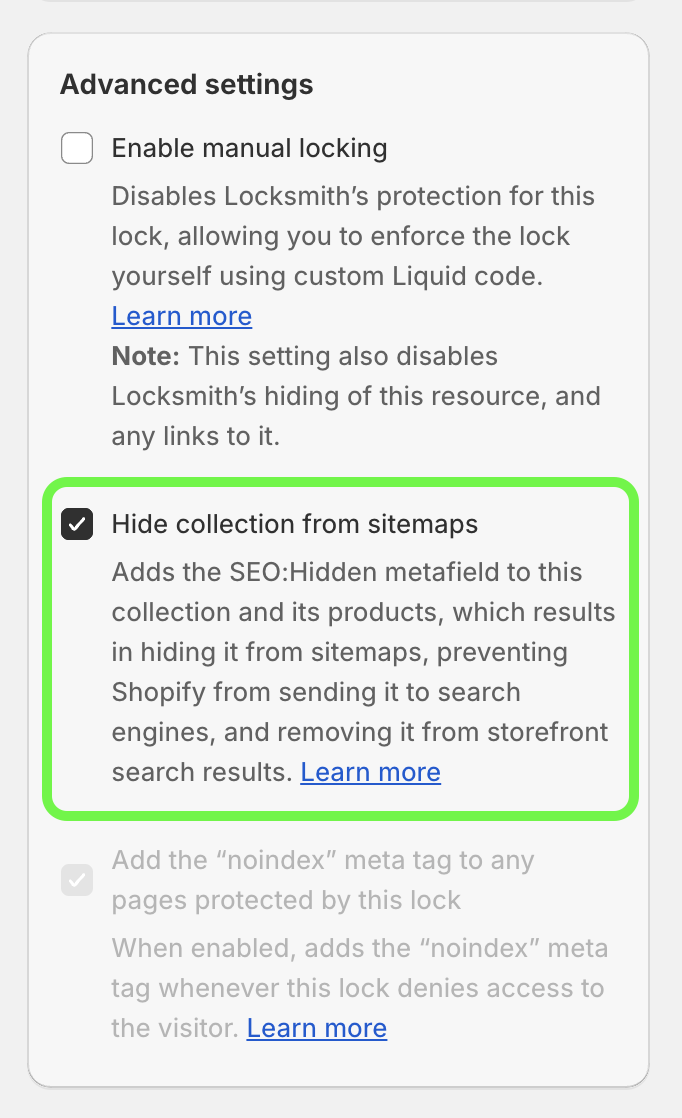 Advanced settings
Enable manual locking
Disables Locksmith’s protection for this
lock, allowing you to enforce the lock
yourself using custom Liquid code.
Learn more
Note: This setting also disables
Locksmith’s hiding of this resource, and
any links to it.
Hide collection from sitemaps
Adds the SEO:Hidden metafield to this
collection and its products, which results
in hiding it from sitemaps, preventing
Shopify from sending it to search
engines, and removing it from storefront
search results. Learn more
Add the “noindex” meta tag to any
pages protected by this lock
When enabled, adds the “noindex” meta
tag whenever this lock denies access to
the visitor. Learn more